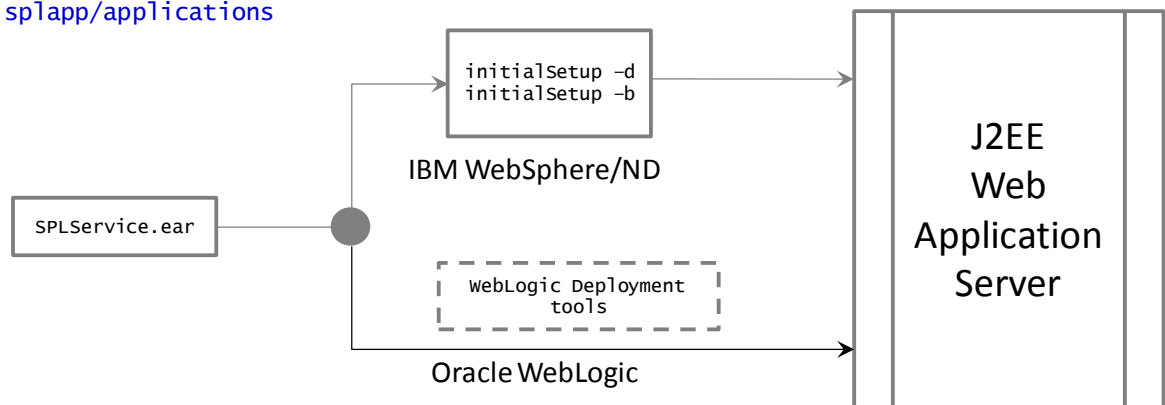 splapp/applications
initialSetup –d
initialSetup –b
IBM WebSphere/ND
SPLService.ear
WebLogic Deployment
tools
Oracle WebLogic
J2EE
Web
Application
Server